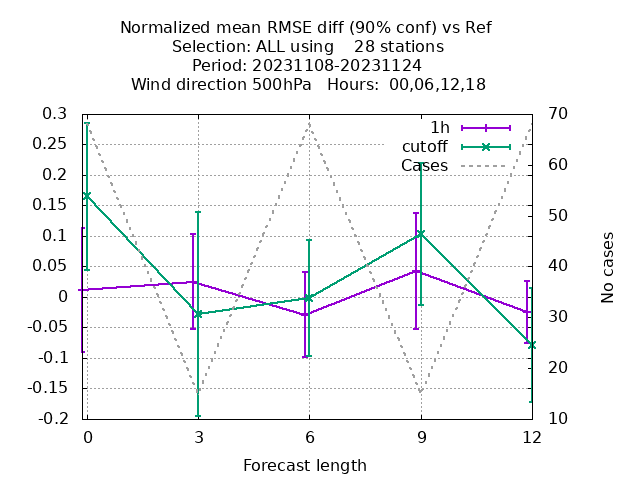 Normalized mean RMSE diff (90% conf) vs Ref
Selection: ALL using    28 stations
Period: 20231108-20231124
Wind direction 500hPa   Hours:  00,06,12,18
0.3
0.25
0.2
0.15
0.1
0.05
0
-0.05
-0.1
-0.15
-0.2
1h
cutoff
Cases
70
60
50
40
30
20
10
No cases
0 3 6 9 12
Forecast length